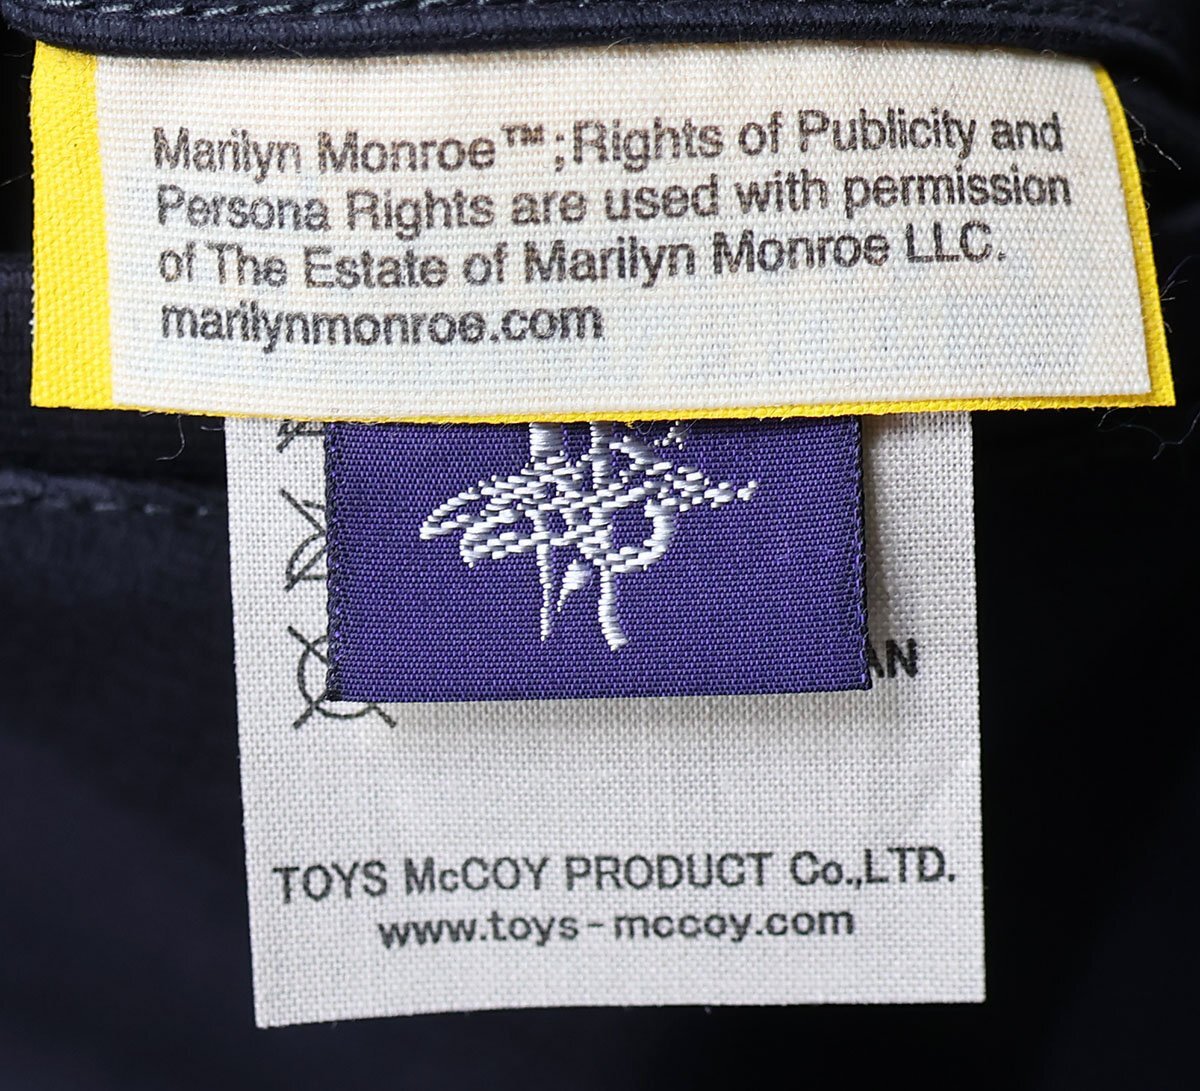 Marilyn Monroe™;Rights of Publicity and
Persona Rights are used with permission
of The Estate of Marilyn Monroe LLC.
marilynmonroe.com
AN
TOYS McCOY PRODUCT Co.,LTD.
www.toys-mccoy.com